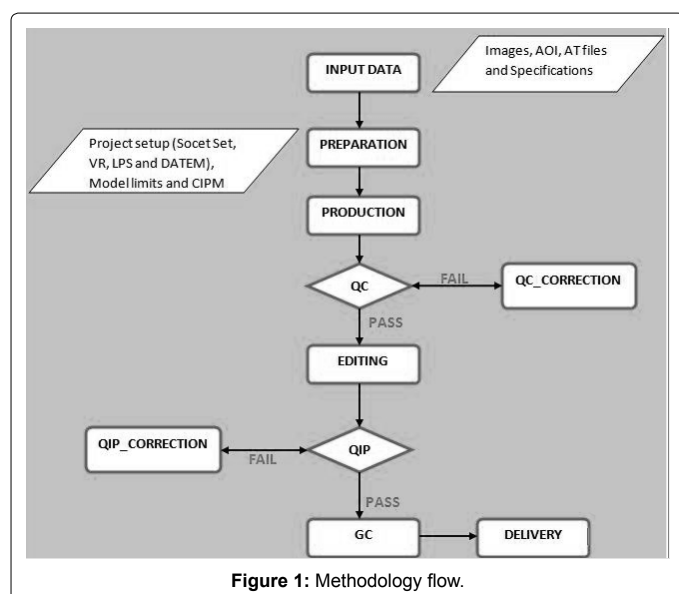 INPUT DATA
Images, AOI, AT files
and Specifications
Project setup (Socet Set,
VR, LPS and DATEM),
Model limits and CIPM
PREPARATION
PRODUCTION
QC
FAIL
QC_CORRECTION
PASS
EDITING
QIP_CORRECTION
FAIL
QIP
PASS
GC
DELIVERY
Figure 1: Methodology flow.